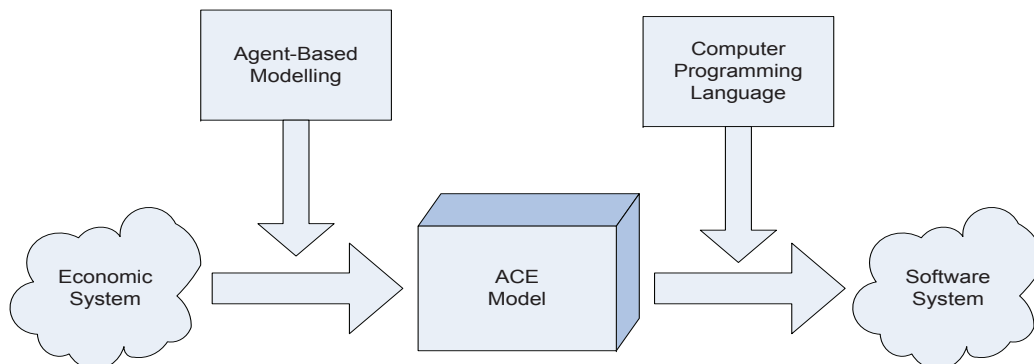 Agent-Based
Modelling
Computer
Programming
Language
Economic
System
ACE
Model
Software
System